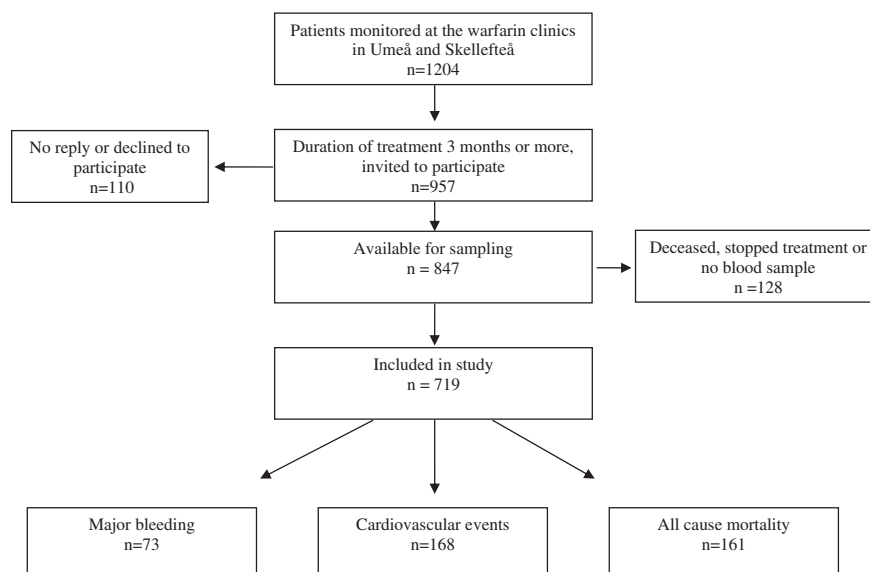 Patients monitored at the warfarin clinics
in Umeå and Skellefteå
n=1204
No reply or declined to
participate
n=110
Duration of treatment 3 months or more,
invited to participate
n=957
Available for sampling
n = 847
Deceased, stopped treatment or
no blood sample
n =128
Included in study
n = 719
Major bleeding
n=73
Cardiovascular events
n=168
All cause mortality
n=161